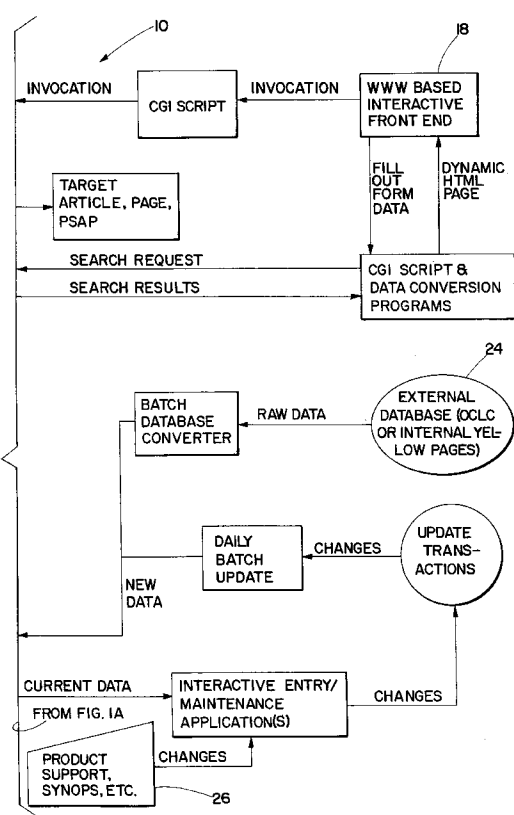 10
18
INVOCATION
CGI SCRIPT
INVOCATION
WWW BASED
INTERACTIVE
FRONT END
TARGET
ARTICLE, PAGE,
PSAP
FILL
OUT
FORM
DATA
DYNAMIC
HTML
PAGE
SEARCH REQUEST
SEARCH RESULTS
CGI SCRIPT &
DATA CONVERSION
PROGRAMS
24
BATCH
DATABASE
CONVERTER
RAW DATA
EXTERNAL
DATABASE (OCLC
OR INTERNAL YEL-
LOW PAGES)
DAILY
BATCH
UPDATE
CHANGES
UPDATE
TRANS-
ACTIONS
NEW
DATA
CURRENT DATA
FROM FIG. 1A
INTERACTIVE ENTRY/
MAINTENANCE
APPLICATION(S)
CHANGES
PRODUCT
SUPPORT,
SYNOPS, ETC.
CHANGES
26